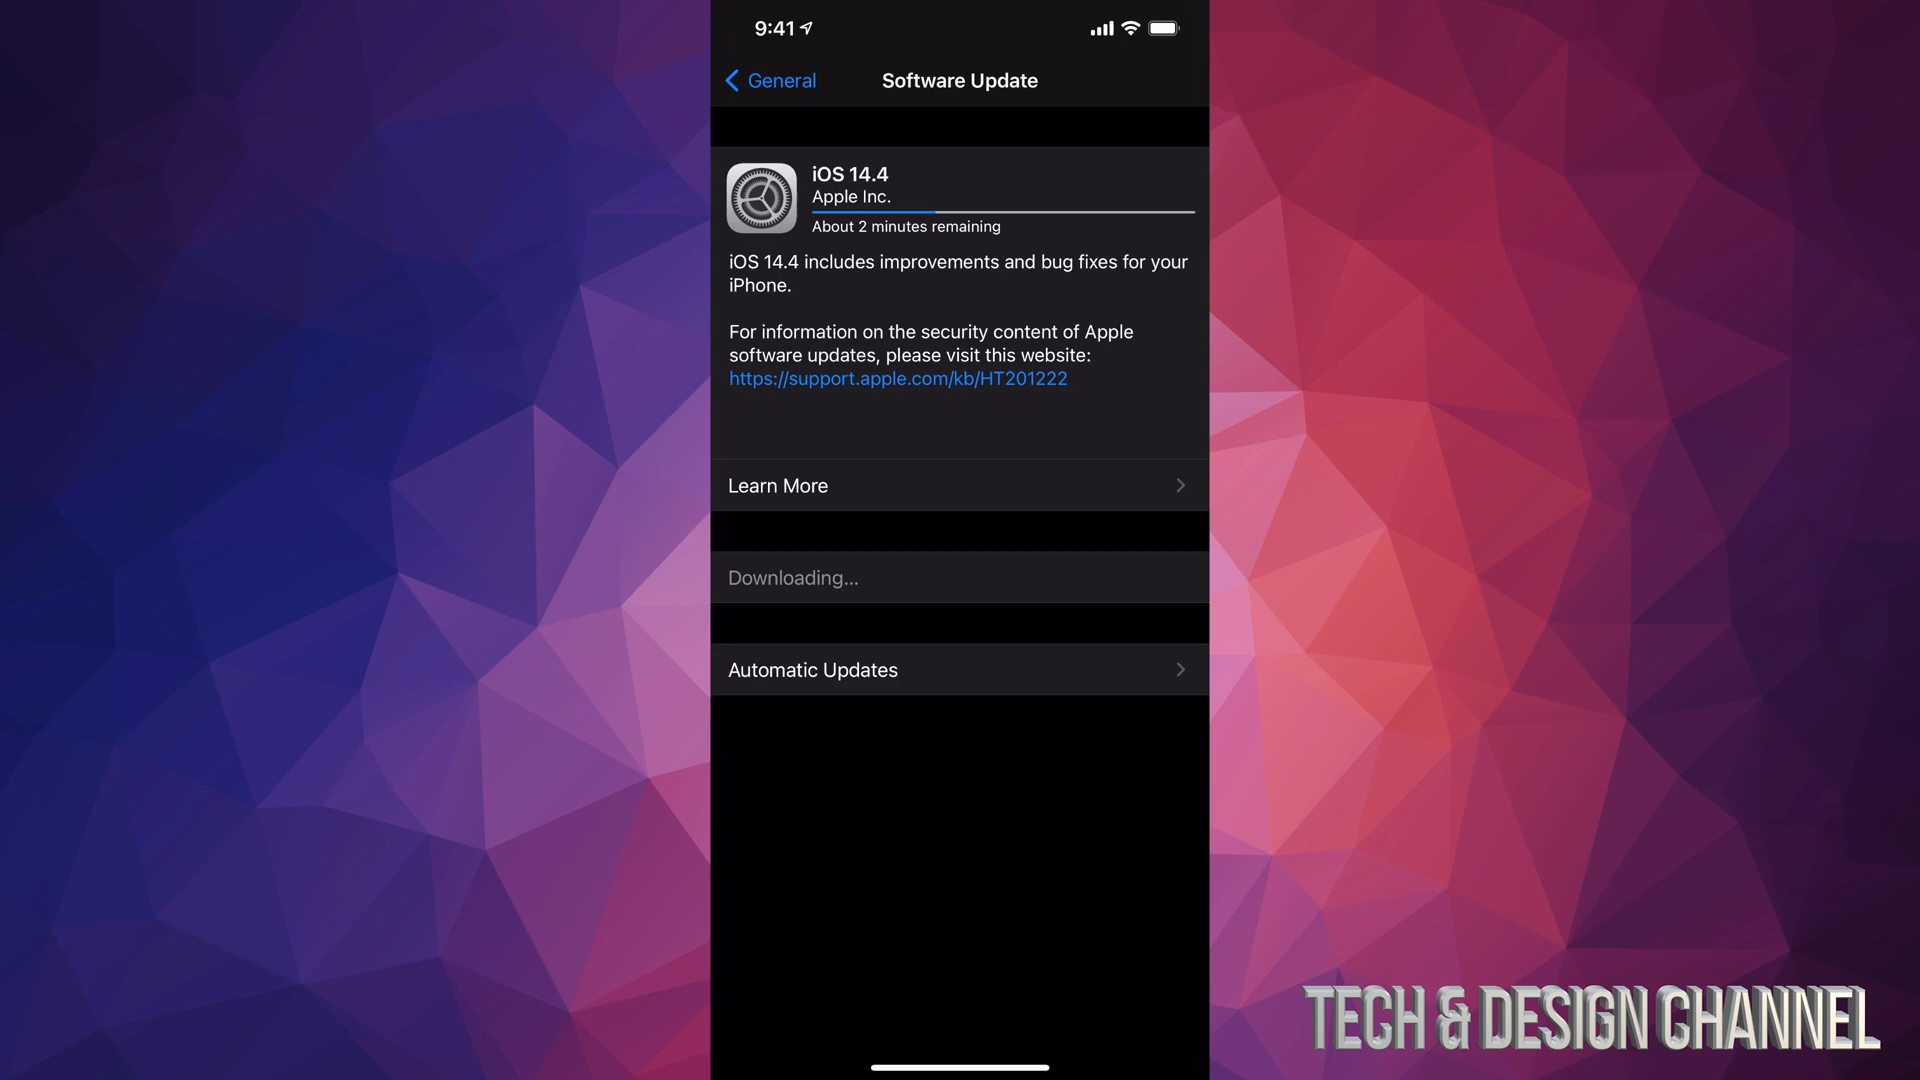 9:41
General
Software Update
iOS 14.4
Apple Inc.
About 2 minutes remaining
iOS 14.4 includes improvements and bug fixes for your
iPhone.
For information on the security content of Apple
software updates, please visit this website:
https://support.apple.com/kb/HT201222
Learn More
Downloading...
Automatic Updates
TECH & DESIGN CHANNEL